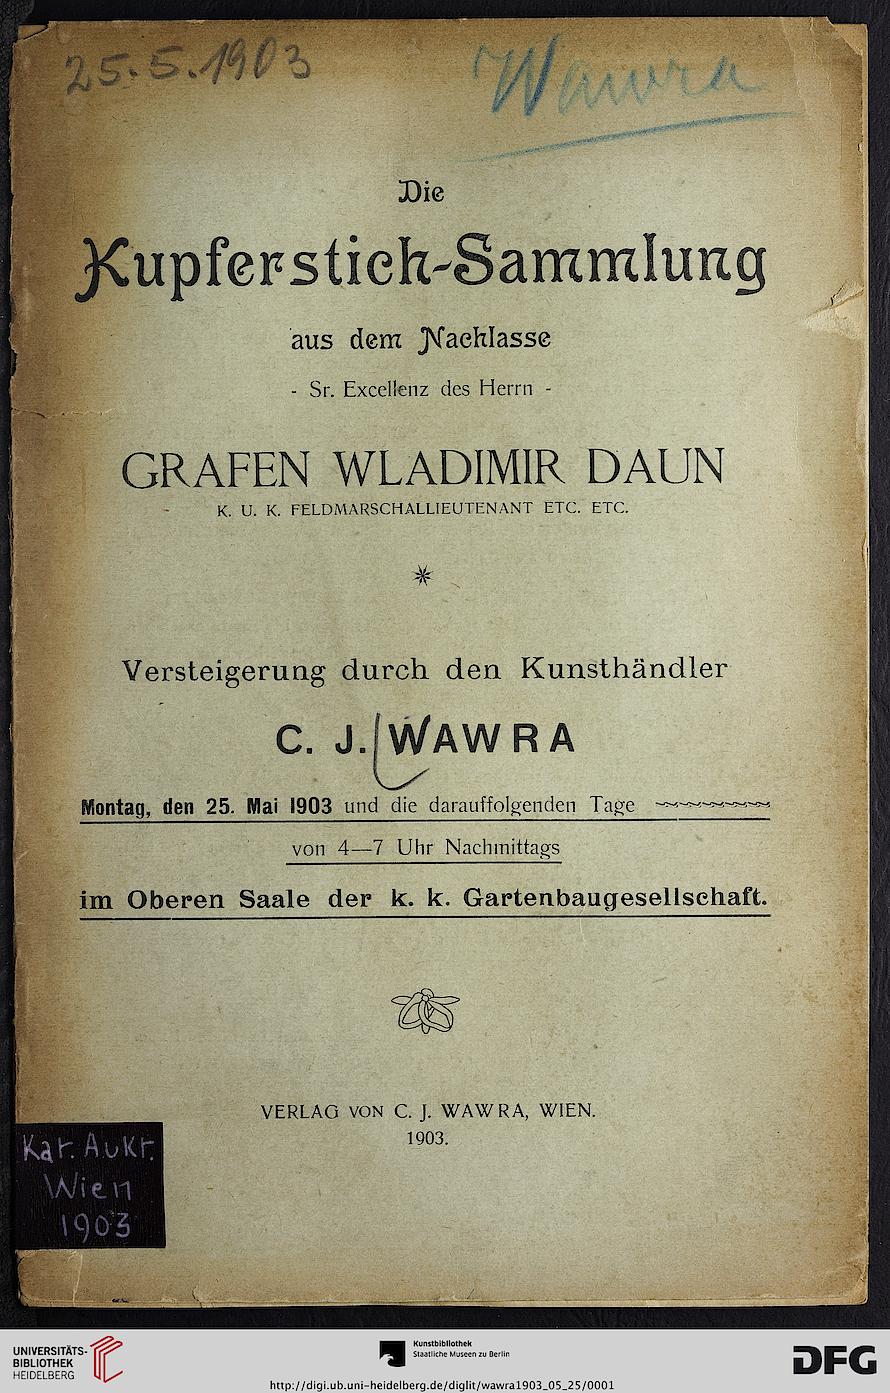 25.5.1903
Wawra
Die
Kupferstich-Sammlung
aus dem Nachlasse
- Sr. Excellenz des Herrn -
GRAFEN WLADIMIR DAUN
K. U. K. FELDMARSCHALLIEUTENANT ETC. ETC.
Versteigerung durch den Kunsthändler
C. J. WAWRA
Montag, den 25. Mai 1903 und die darauffolgenden Tage
von 4—7 Uhr Nachmittags
im Oberen Saale der k. k. Gartenbaugesellschaft.
VERLAG VON C. J. WAWRA, WIEN.
1903.
Kat. Aukt.
Wien
1903
UNIVERSITÄTS-
BIBLIOTHEK
HEIDELBERG
Kunstbibliothek
Staatliche Museen zu Berlin
DFG
http://digi.ub.uni-heidelberg.de/diglit/wawra1903_05_25/0001